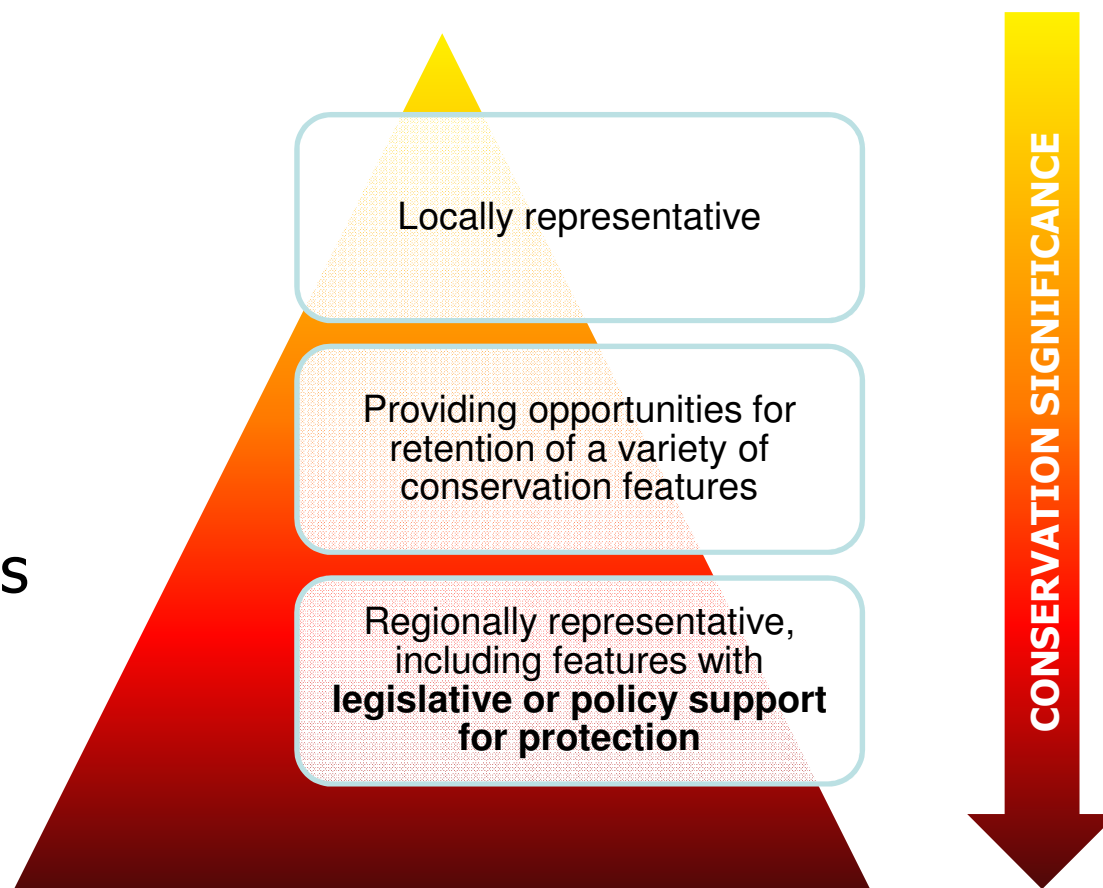 Locally representative
Providing opportunities for
retention of a variety of
conservation features
s
Regionally representative,
including features with
legislative or policy support
for protection
CONSERVATION SIGNIFICANCE